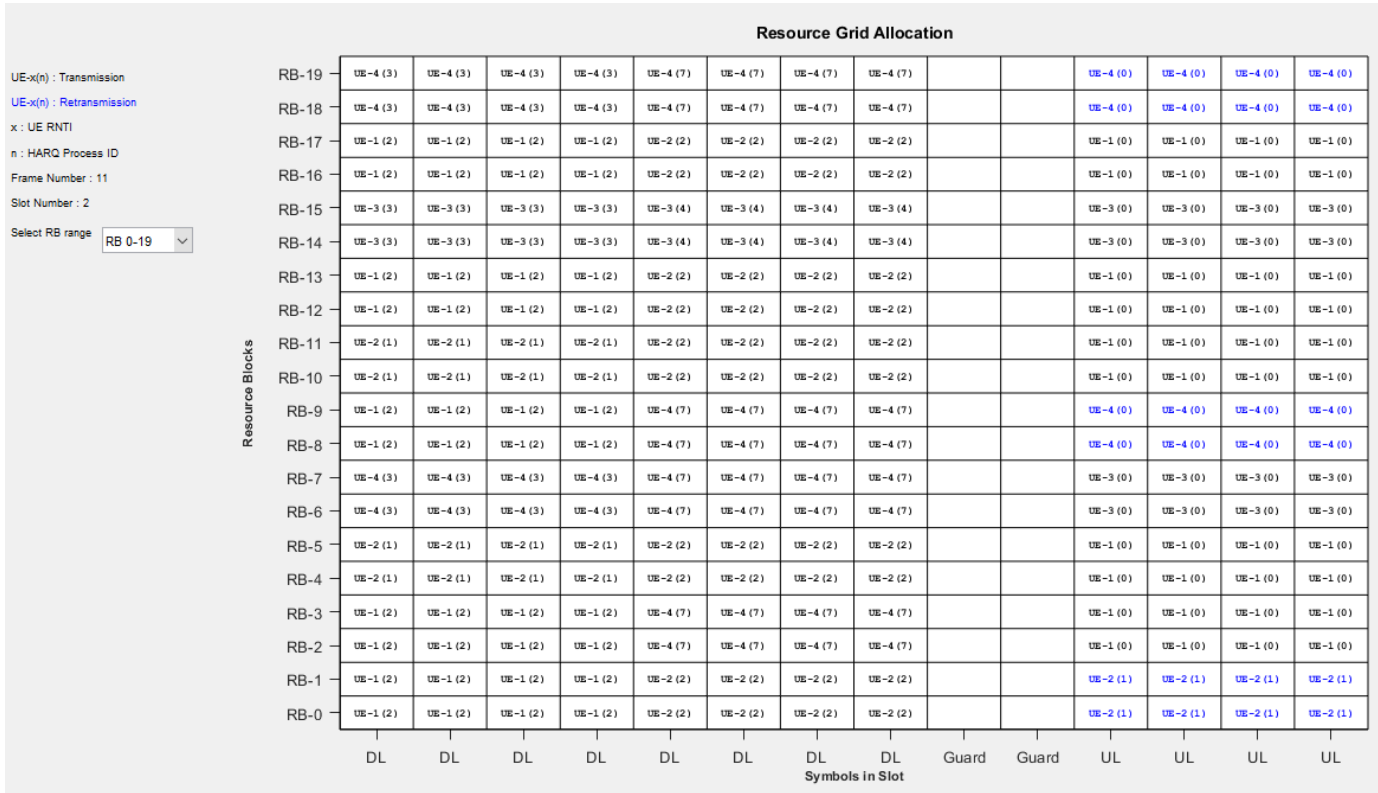 Resource Grid Allocation
UE-x(n) : Transmission
UE-x(n) : Retransmission
x : UE RNTI
n : HARQ Process ID
Frame Number : 11
Slot Number : 2
Select RB range RB 0-19
Resource Blocks
RB-19 UE-4(3) UE-4(3) UE-4(3) UE-4(3) UE-4(7) UE-4(7) UE-4(7) UE-4(7) UE-4(0) UE-4(0) UE-4(0) UE-4(0)
RB-18 UE-4(3) UE-4(3) UE-4(3) UE-4(3) UE-4(7) UE-4(7) UE-4(7) UE-4(7) UE-4(0) UE-4(0) UE-4(0) UE-4(0)
RB-17 UE-1(2) UE-1(2) UE-1(2) UE-1(2) UE-2(2) UE-2(2) UE-2(2) UE-2(2) UE-1(0) UE-1(0) UE-1(0) UE-1(0)
RB-16 UE-1(2) UE-1(2) UE-1(2) UE-1(2) UE-2(2) UE-2(2) UE-2(2) UE-2(2) UE-1(0) UE-1(0) UE-1(0) UE-1(0)
RB-15 UE-3(3) UE-3(3) UE-3(3) UE-3(3) UE-3(4) UE-3(4) UE-3(4) UE-3(4) UE-3(0) UE-3(0) UE-3(0) UE-3(0)
RB-14 UE-3(3) UE-3(3) UE-3(3) UE-3(3) UE-3(4) UE-3(4) UE-3(4) UE-3(4) UE-3(0) UE-3(0) UE-3(0) UE-3(0)
RB-13 UE-1(2) UE-1(2) UE-1(2) UE-1(2) UE-2(2) UE-2(2) UE-2(2) UE-2(2) UE-1(0) UE-1(0) UE-1(0) UE-1(0)
RB-12 UE-1(2) UE-1(2) UE-1(2) UE-1(2) UE-2(2) UE-2(2) UE-2(2) UE-2(2) UE-1(0) UE-1(0) UE-1(0) UE-1(0)
RB-11 UE-2(1) UE-2(1) UE-2(1) UE-2(1) UE-2(2) UE-2(2) UE-2(2) UE-2(2) UE-1(0) UE-1(0) UE-1(0) UE-1(0)
RB-10 UE-2(1) UE-2(1) UE-2(1) UE-2(1) UE-2(2) UE-2(2) UE-2(2) UE-2(2) UE-1(0) UE-1(0) UE-1(0) UE-1(0)
RB-9 UE-1(2) UE-1(2) UE-1(2) UE-1(2) UE-4(7) UE-4(7) UE-4(7) UE-4(7) UE-4(0) UE-4(0) UE-4(0) UE-4(0)
RB-8 UE-1(2) UE-1(2) UE-1(2) UE-1(2) UE-4(7) UE-4(7) UE-4(7) UE-4(7) UE-4(0) UE-4(0) UE-4(0) UE-4(0)
RB-7 UE-4(3) UE-4(3) UE-4(3) UE-4(3) UE-4(7) UE-4(7) UE-4(7) UE-4(7) UE-3(0) UE-3(0) UE-3(0) UE-3(0)
RB-6 UE-4(3) UE-4(3) UE-4(3) UE-4(3) UE-4(7) UE-4(7) UE-4(7) UE-4(7) UE-3(0) UE-3(0) UE-3(0) UE-3(0)
RB-5 UE-2(1) UE-2(1) UE-2(1) UE-2(1) UE-2(2) UE-2(2) UE-2(2) UE-2(2) UE-1(0) UE-1(0) UE-1(0) UE-1(0)
RB-4 UE-2(1) UE-2(1) UE-2(1) UE-2(1) UE-2(2) UE-2(2) UE-2(2) UE-2(2) UE-1(0) UE-1(0) UE-1(0) UE-1(0)
RB-3 UE-1(2) UE-1(2) UE-1(2) UE-1(2) UE-4(7) UE-4(7) UE-4(7) UE-4(7) UE-1(0) UE-1(0) UE-1(0) UE-1(0)
RB-2 UE-1(2) UE-1(2) UE-1(2) UE-1(2) UE-4(7) UE-4(7) UE-4(7) UE-4(7) UE-1(0) UE-1(0) UE-1(0) UE-1(0)
RB-1 UE-1(2) UE-1(2) UE-1(2) UE-1(2) UE-2(2) UE-2(2) UE-2(2) UE-2(2) UE-2(1) UE-2(1) UE-2(1) UE-2(1)
RB-0 UE-1(2) UE-1(2) UE-1(2) UE-1(2) UE-2(2) UE-2(2) UE-2(2) UE-2(2) UE-2(1) UE-2(1) UE-2(1) UE-2(1)
DL DL DL DL DL DL DL DL Guard Guard UL UL UL UL
Symbols in Slot